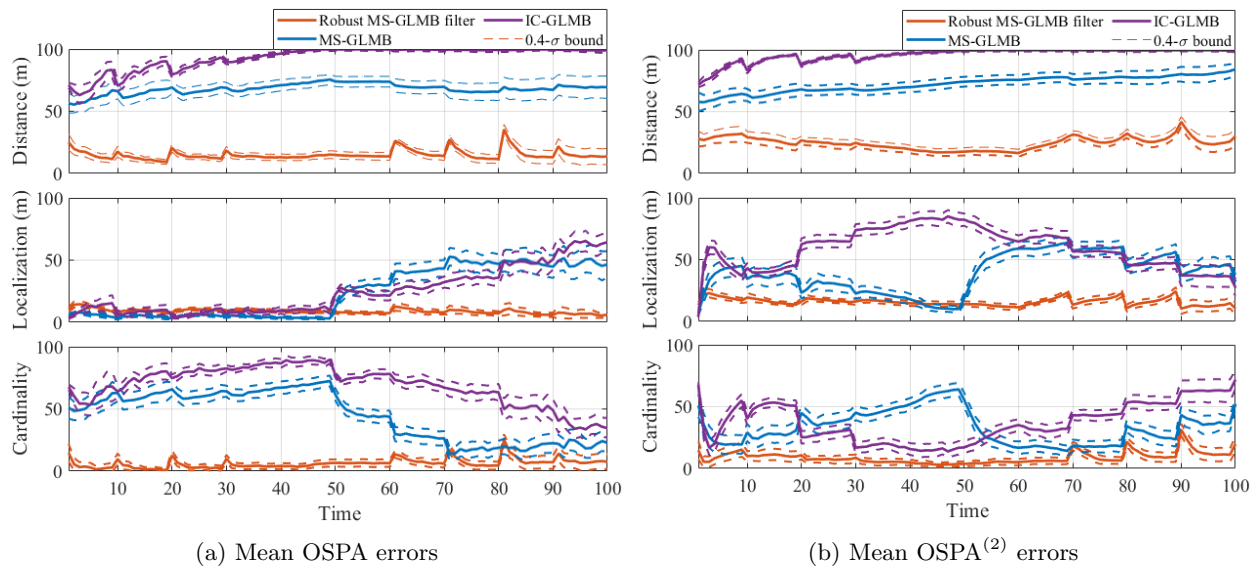 Robust MS-GLMB filter IC-GLMB
MS-GLMB 0.4-σ bound
100
50
0
Distance (m)
100
50
0
Localization (m)
100
50
0
Cardinality
10 20 30 40 50 60 70 80 90 100
Time
(a) Mean OSPA errors
Robust MS-GLMB filter IC-GLMB
MS-GLMB 0.4-σ bound
100
50
0
Distance (m)
100
50
0
Localization (m)
100
50
0
Cardinality
10 20 30 40 50 60 70 80 90 100
Time
(b) Mean OSPA⁽²⁾ errors